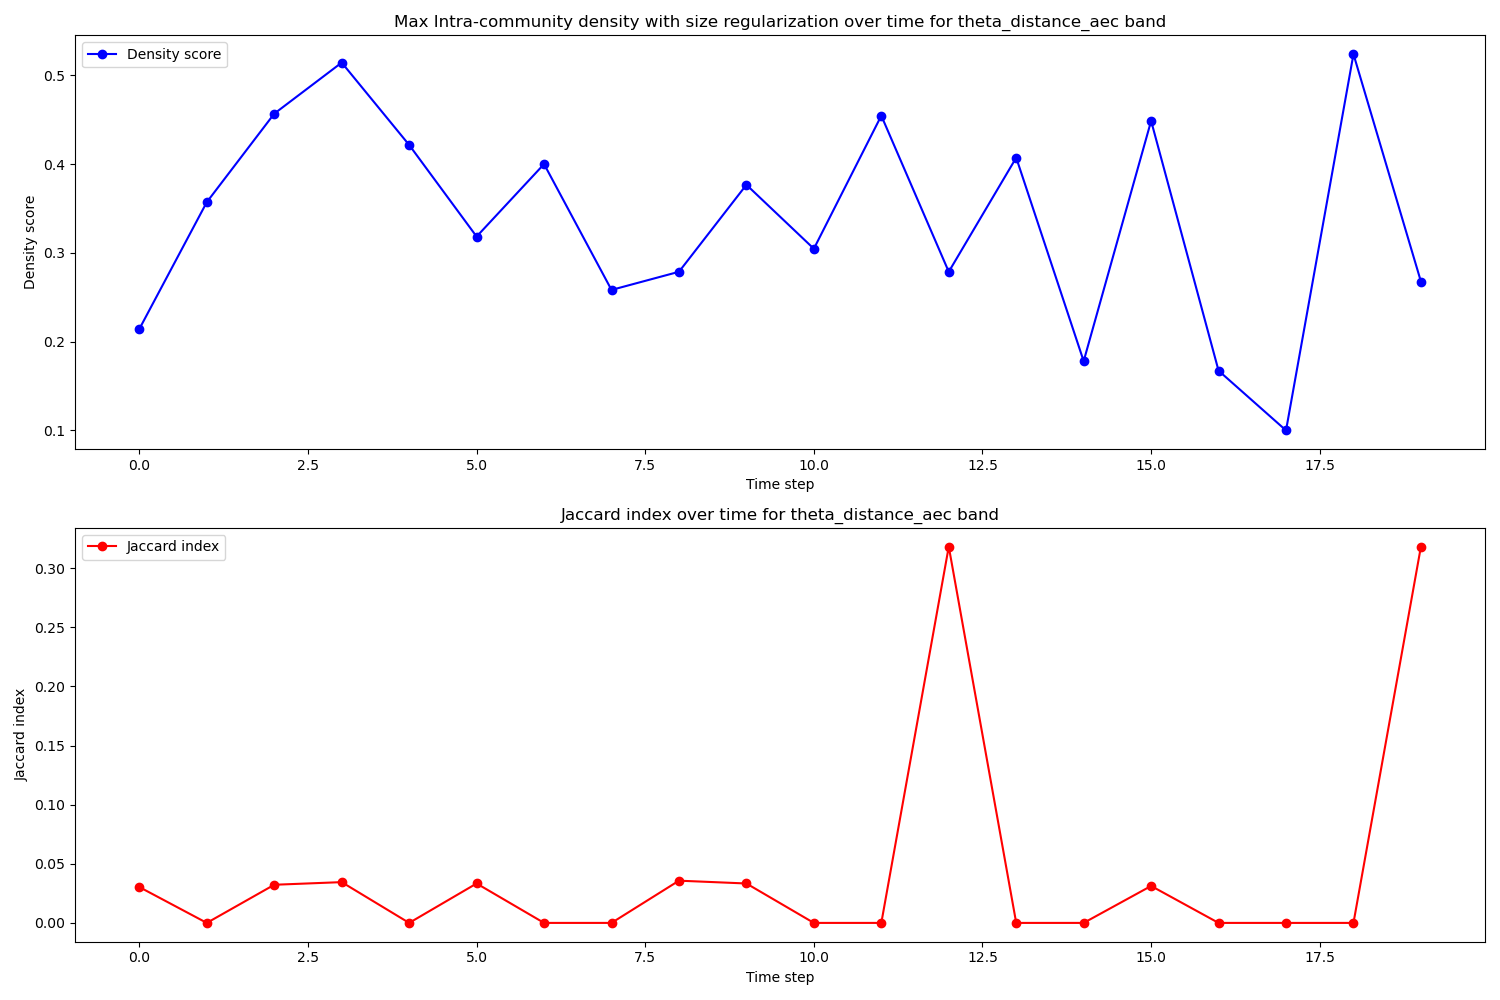 Max Intra-community density with size regularization over time for theta_distance_aec band
Density score
Density score
0.5
0.4
0.3
0.2
0.1
0.0 2.5 5.0 7.5 10.0 12.5 15.0 17.5
Time step
Jaccard index over time for theta_distance_aec band
Jaccard index
Jaccard index
0.30
0.25
0.20
0.15
0.10
0.05
0.00
0.0 2.5 5.0 7.5 10.0 12.5 15.0 17.5
Time step